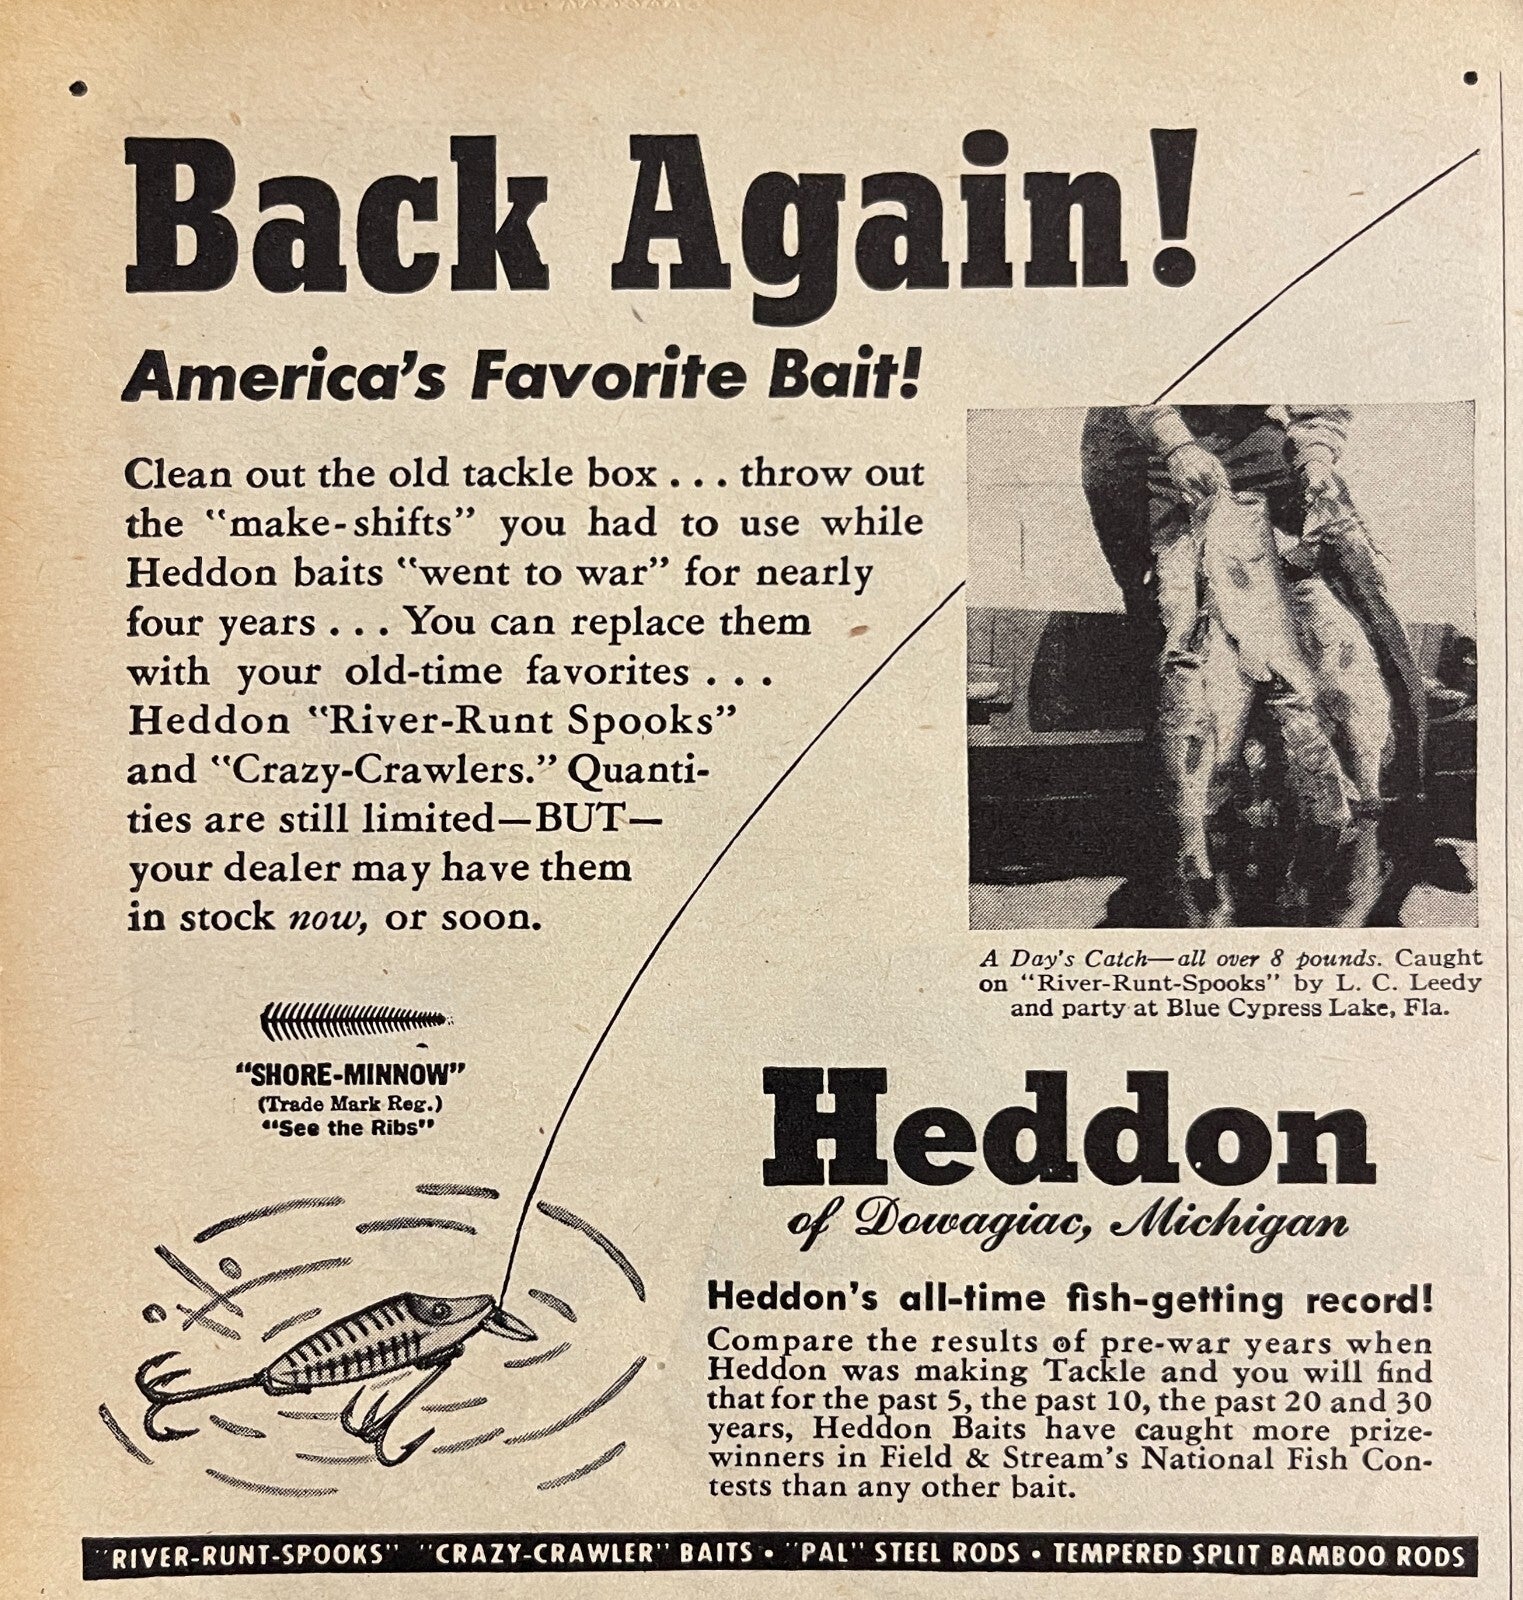 Back Again!
America's Favorite Bait!
Clean out the old tackle box . . . throw out
the "make-shifts" you had to use while
Heddon baits "went to war" for nearly
four years . . . You can replace them
with your old-time favorites . . .
Heddon "River-Runt Spooks"
and "Crazy-Crawlers." Quanti-
ties are still limited—BUT—
your dealer may have them
in stock now, or soon.
A Day's Catch—all over 8 pounds. Caught
on "River-Runt-Spooks" by L. C. Leedy
and party at Blue Cypress Lake, Fla.
"SHORE-MINNOW"
(Trade Mark Reg.)
"See the Ribs"
Heddon
of Dowagiac, Michigan
Heddon's all-time fish-getting record!
Compare the results of pre-war years when
Heddon was making Tackle and you will find
that for the past 5, the past 10, the past 20 and 30
years, Heddon Baits have caught more prize-
winners in Field & Stream's National Fish Con-
tests than any other bait.
"RIVER-RUNT-SPOOKS" "CRAZY-CRAWLER" BAITS • "PAL" STEEL RODS • TEMPERED SPLIT BAMBOO RODS